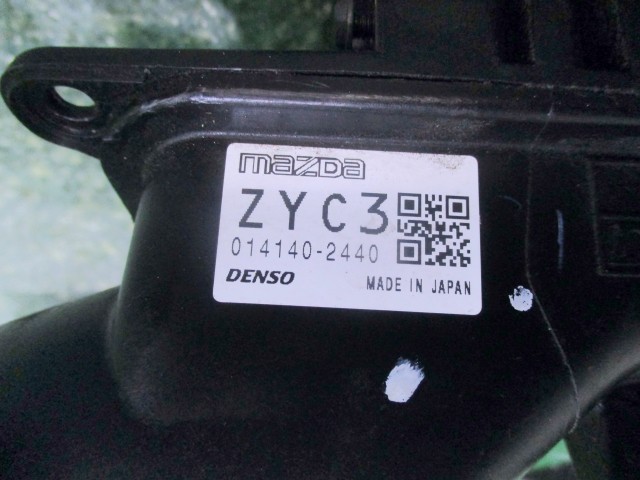 mazda
ZYC3
014140-2440
DENSO MADE IN JAPAN